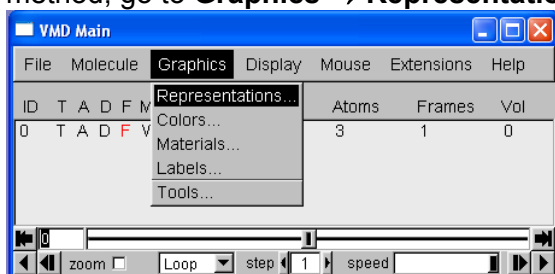 method, go to Graphics → Representatio
VMD Main
File Molecule Graphics Display Mouse Extensions Help
ID T A D F M Atoms Frames Vol
0 T A D F V 3 1 0
Representations...
Colors...
Materials...
Labels...
Tools...
0
zoom Loop step 1 speed